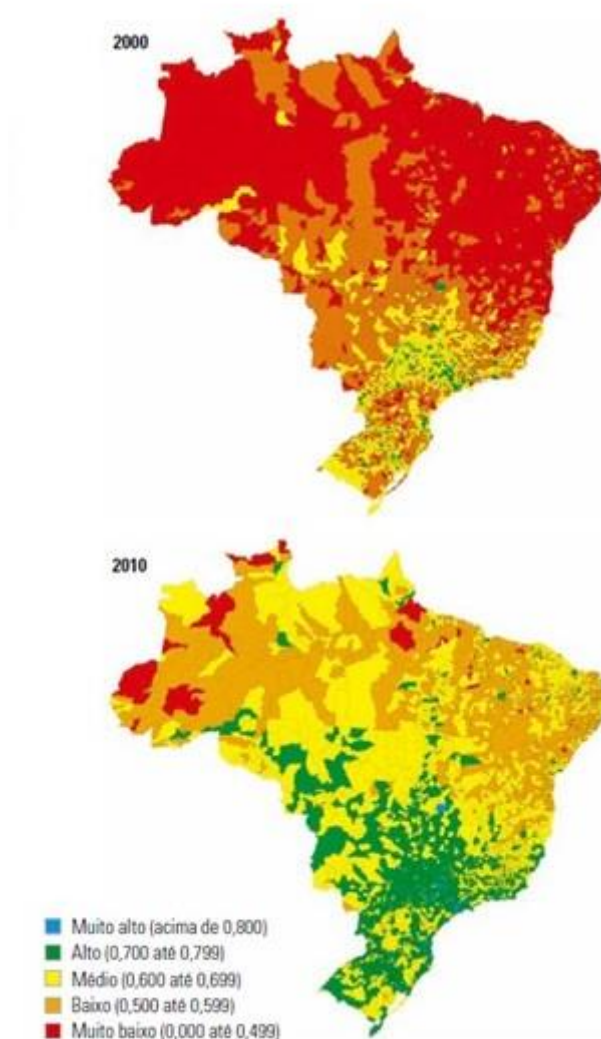 2000
2010
Muito alto (acima de 0,800)
Alto (0,700 até 0,799)
Médio (0,600 até 0,699)
Baixo (0,500 até 0,599)
Muito baixo (0,000 até 0,499)